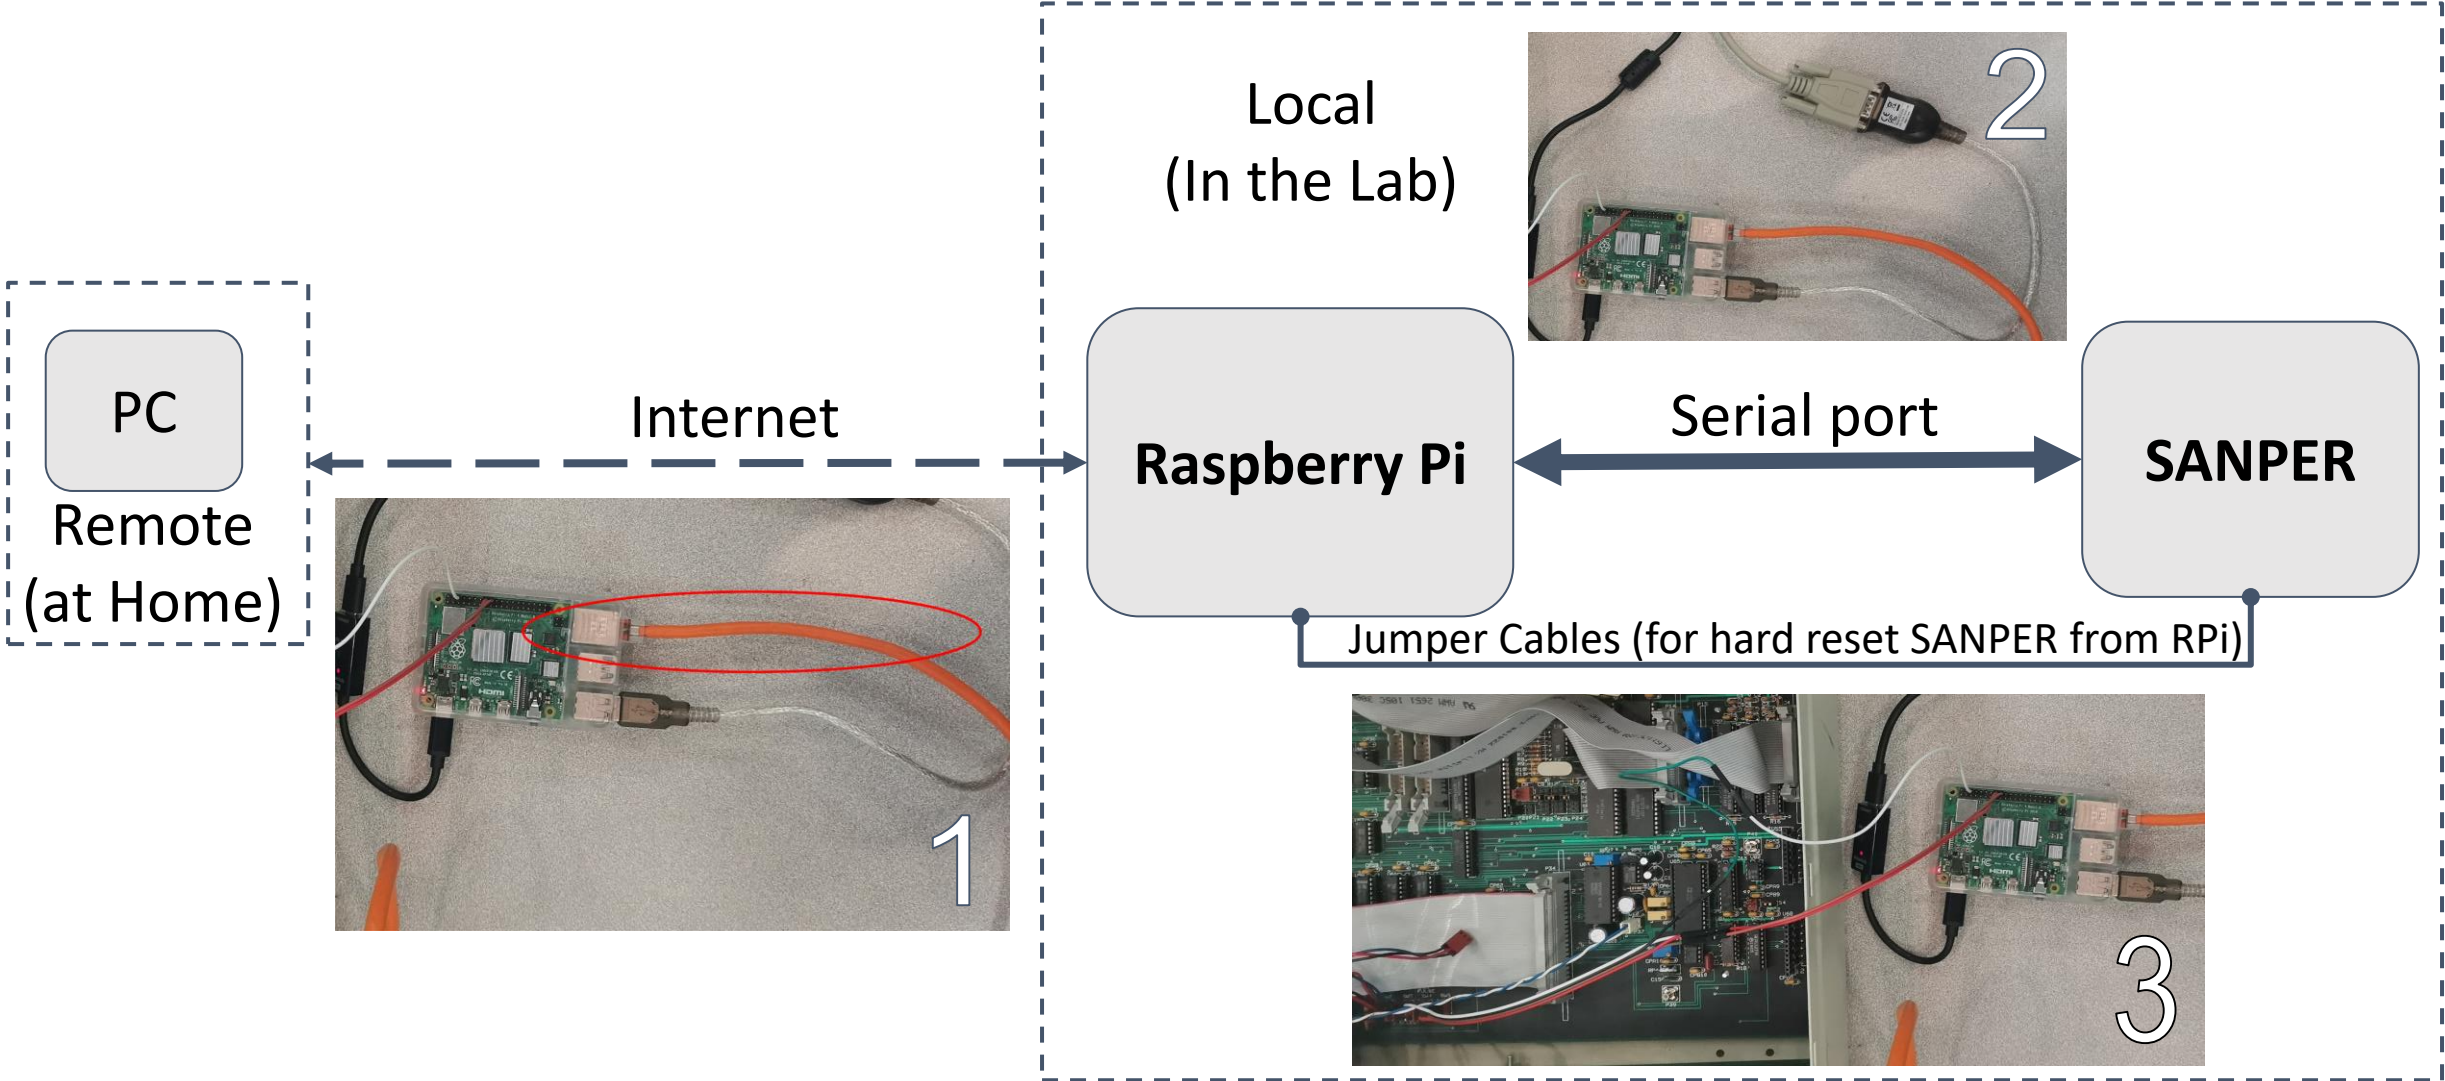 Local
(In the Lab)
2
PC
Remote
(at Home)
Internet
Raspberry Pi
Serial port
SANPER
Jumper Cables (for hard reset SANPER from RPi)
1
3